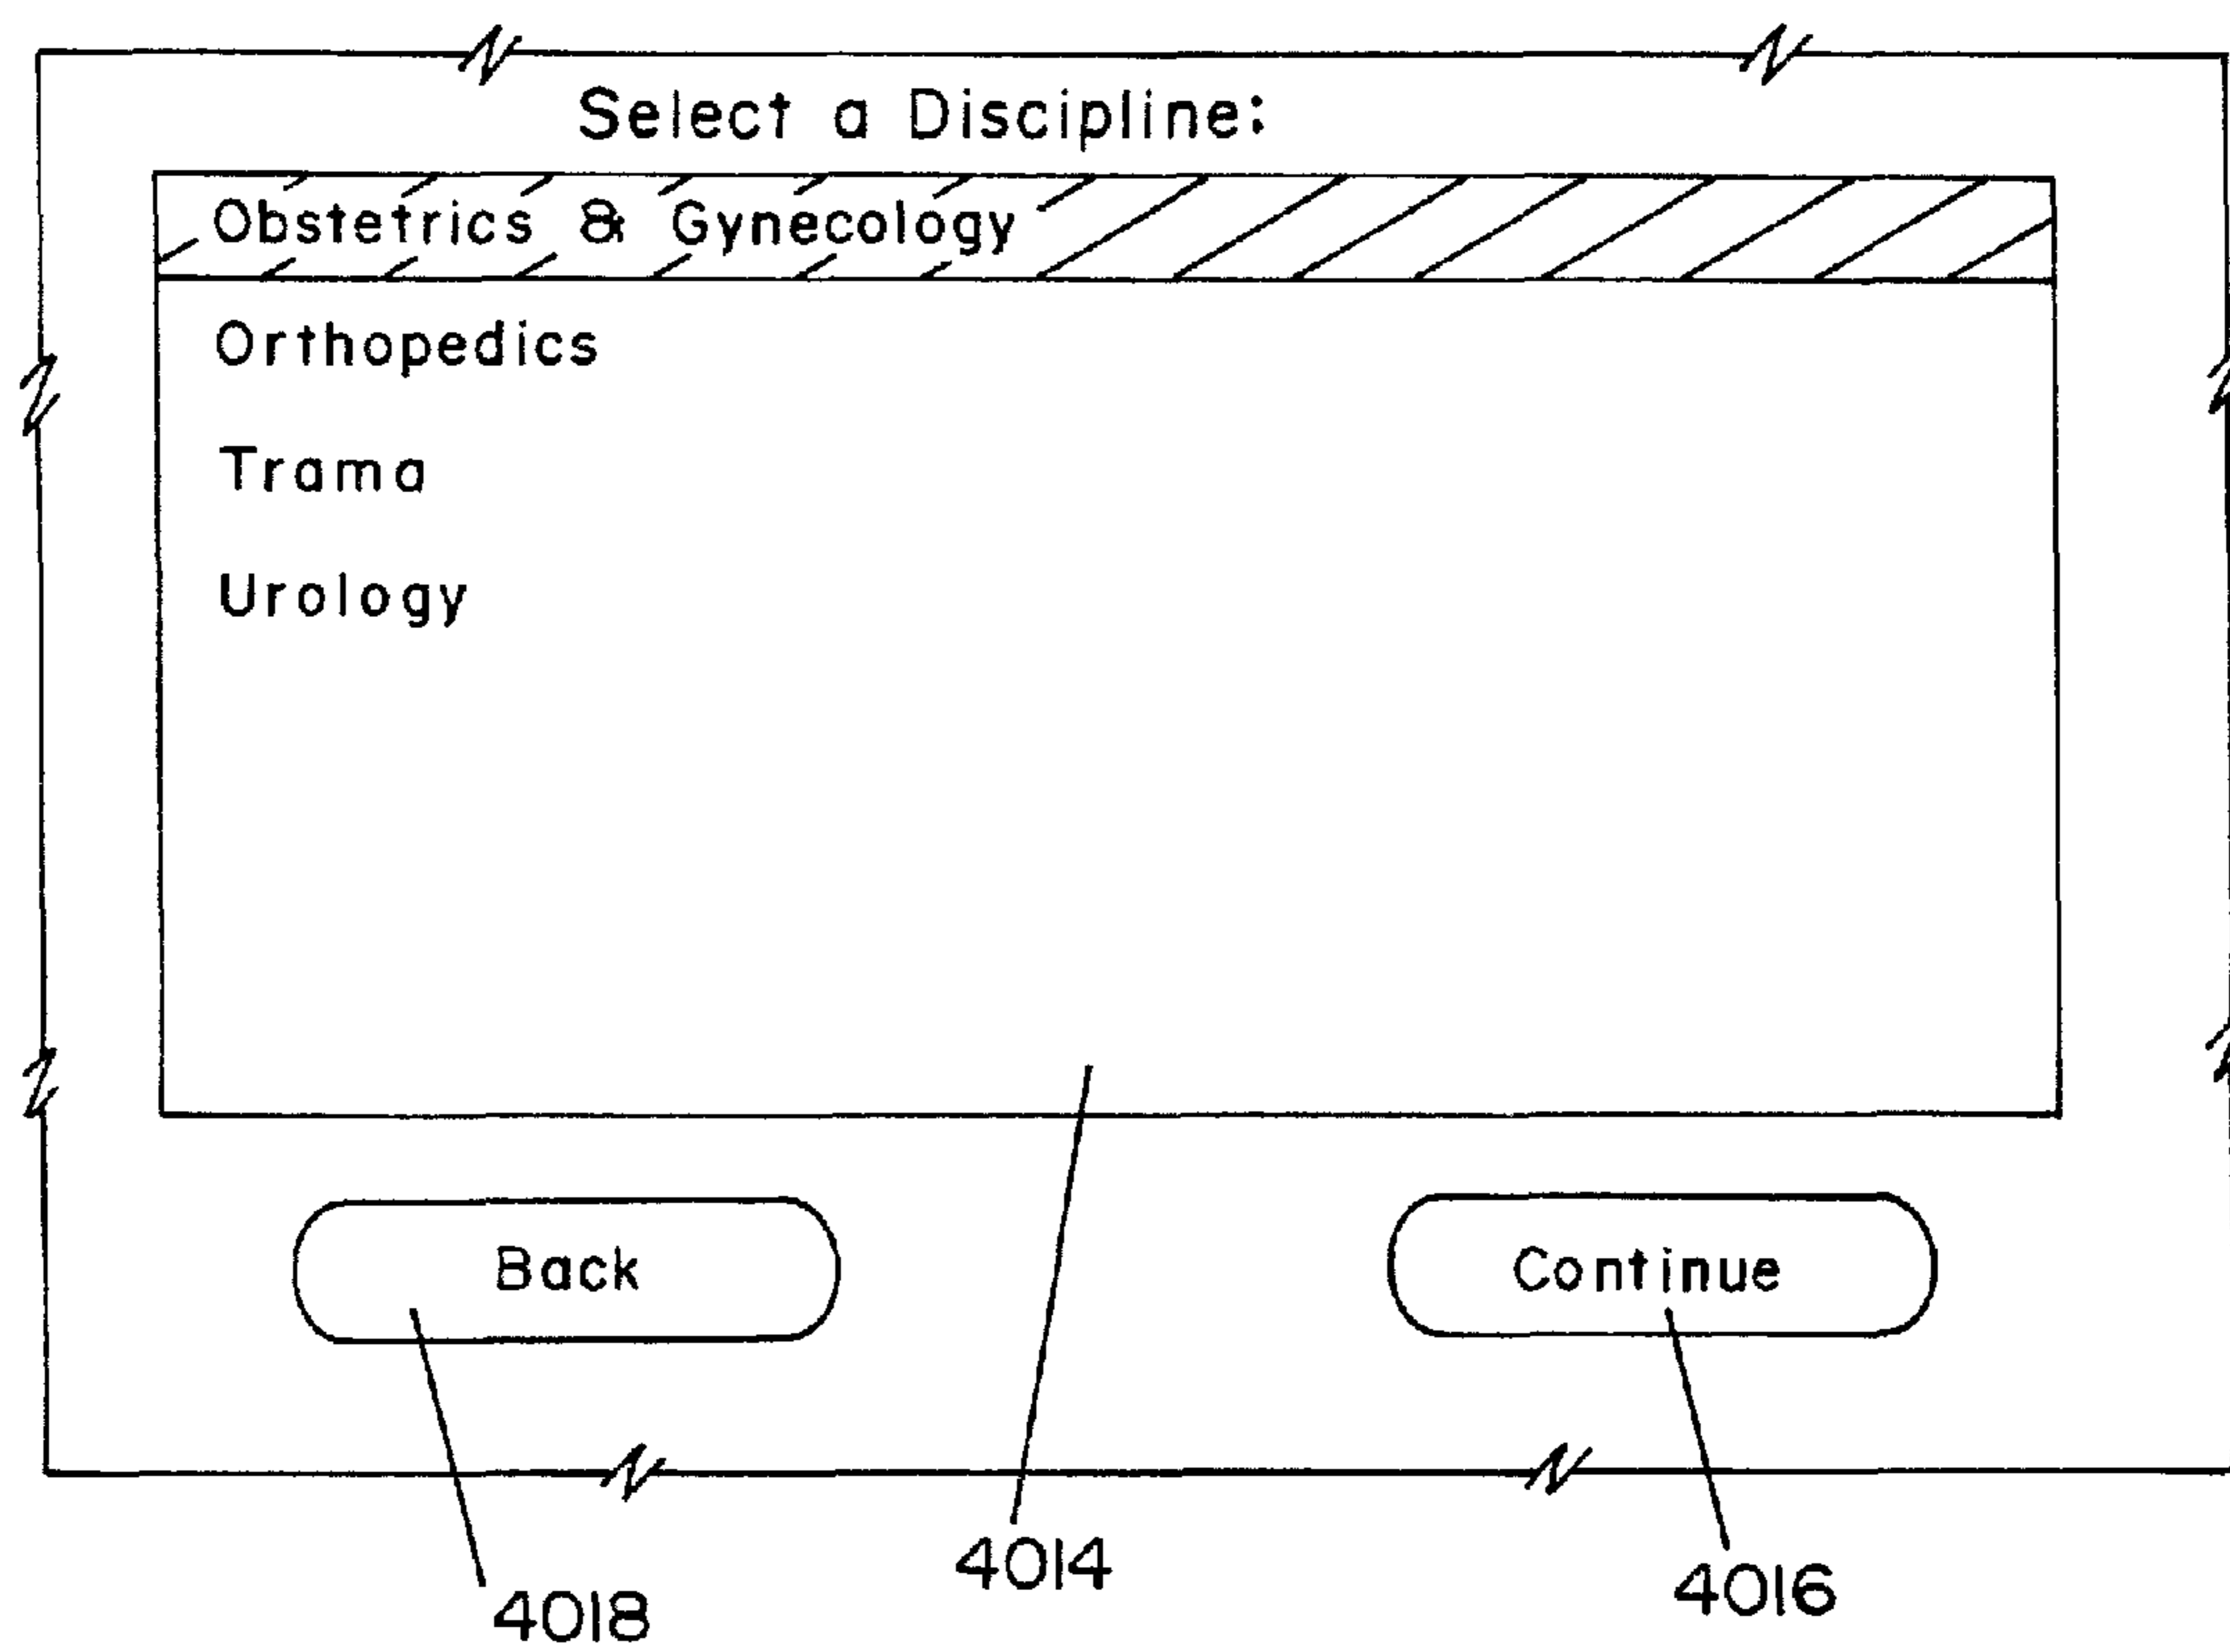 Select a Discipline:
Obstetrics & Gynecology
Orthopedics
Trama
Urology
Back
Continue
4014
4016
4018